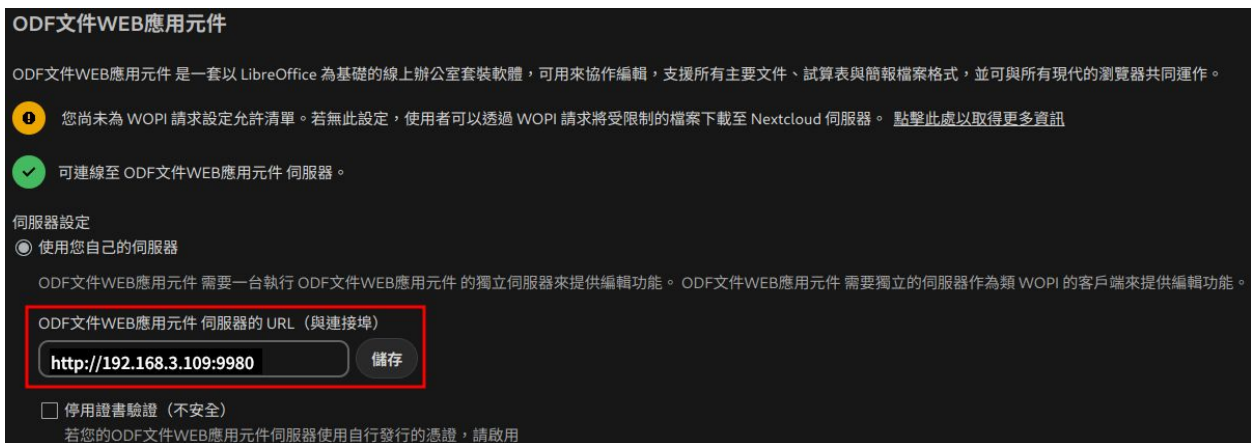 ODF文件WEB應用元件
ODF文件WEB應用元件 是一套以 LibreOffice 為基礎的線上辦公室套裝軟體，可用來協作編輯，支援所有主要文件、試算表與簡報檔案格式，並可與所有現代的瀏覽器共同運作。
您尚未為 WOPI 請求設定允許清單。若無此設定，使用者可以透過 WOPI 請求將受限制的檔案下載至 Nextcloud 伺服器。 點擊此處以取得更多資訊
可連線至 ODF文件WEB應用元件 伺服器。
伺服器設定
使用您自己的伺服器
ODF文件WEB應用元件 需要一台執行 ODF文件WEB應用元件 的獨立伺服器來提供編輯功能。 ODF文件WEB應用元件 需要獨立的伺服器作為類 WOPI 的客戶端來提供編輯功能。
ODF文件WEB應用元件 伺服器的 URL（與連接埠）
http://192.168.3.109:9980 儲存
停用證書驗證（不安全）
若您的ODF文件WEB應用元件伺服器使用自行發行的憑證，請啟用